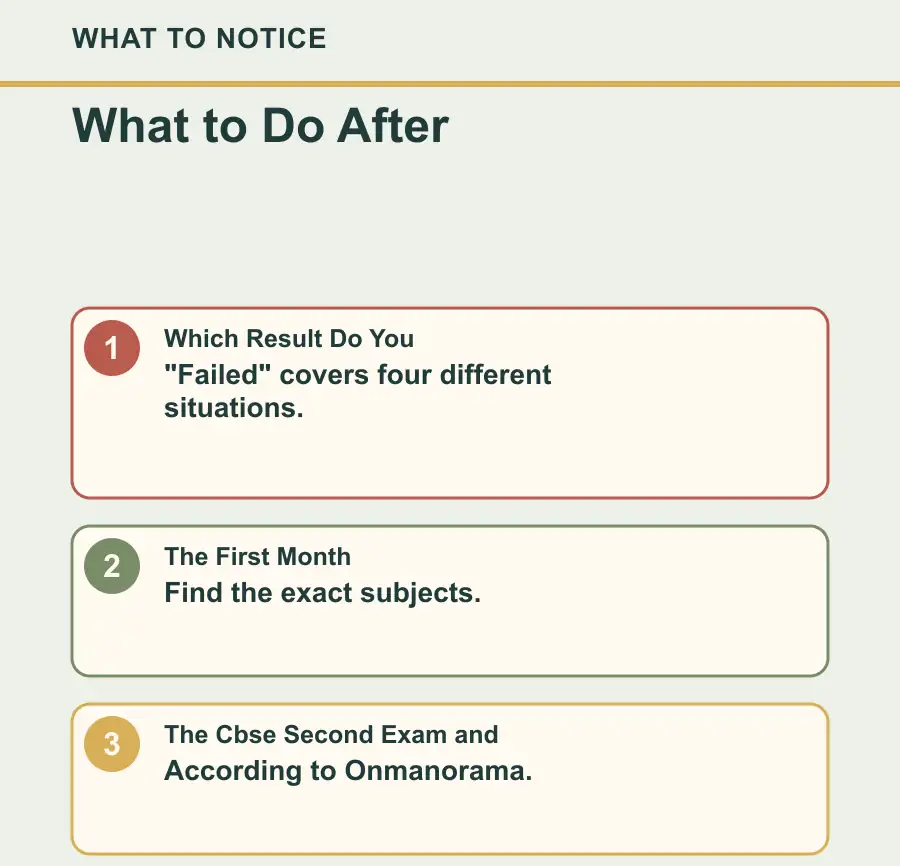 WHAT TO NOTICE
What to Do After
1
Which Result Do You
"Failed" covers four different
situations.
2
The First Month
Find the exact subjects.
3
The Cbse Second Exam and
According to Onmanorama.